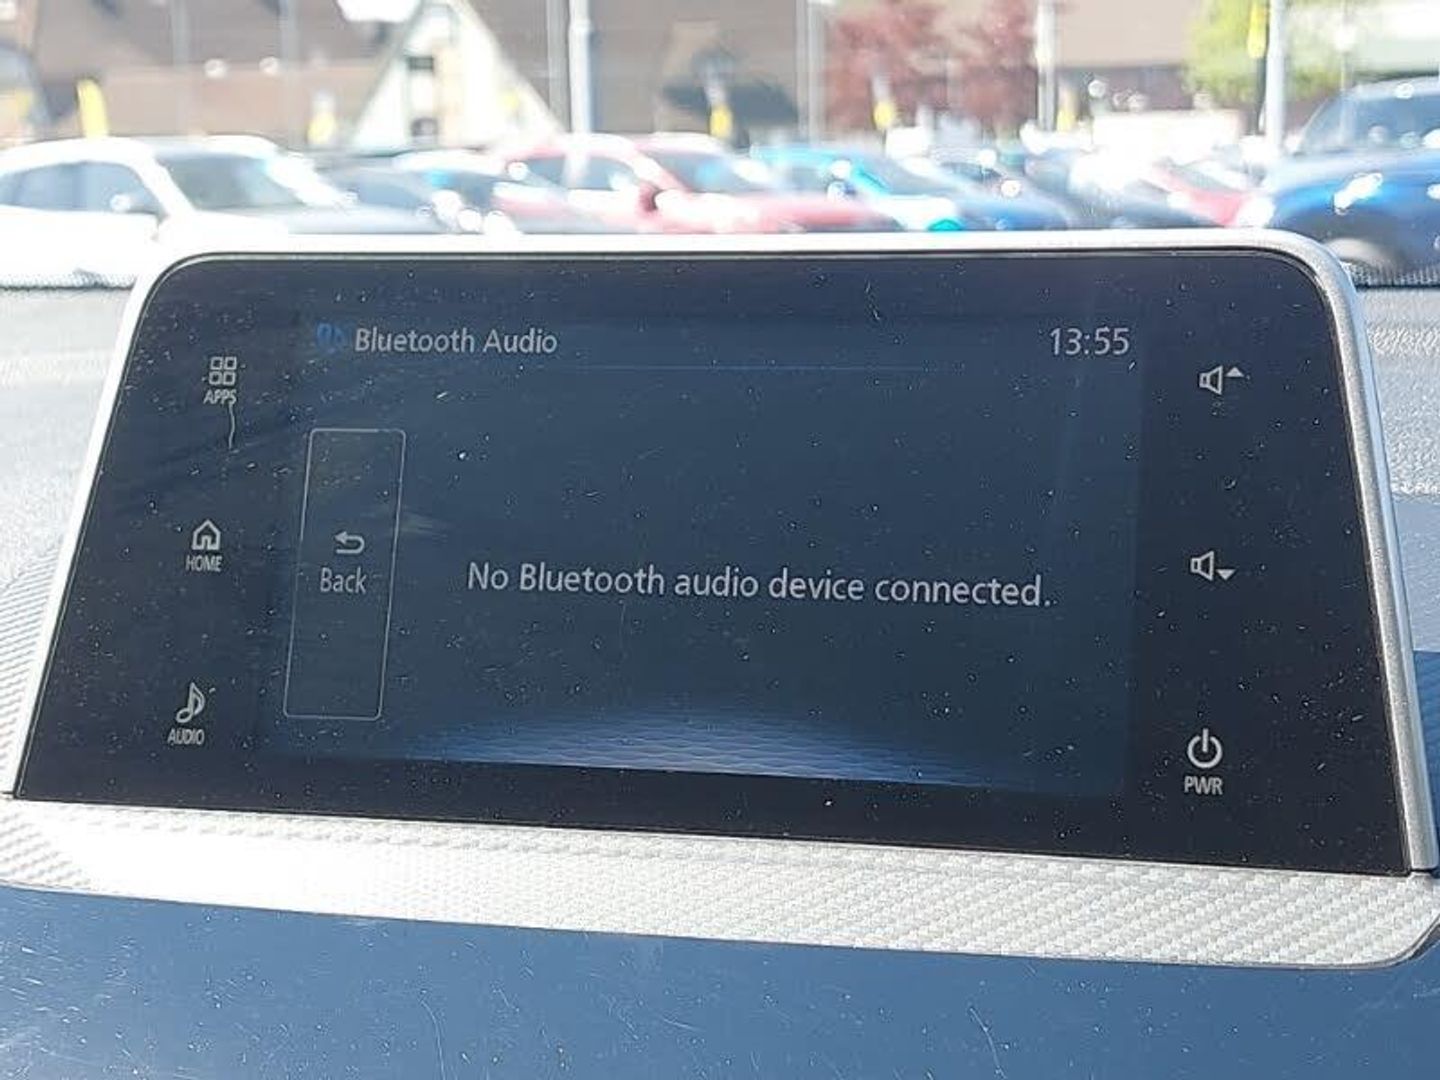 Bluetooth Audio
13:55
APPS
HOME
Back
No Bluetooth audio device connected.
AUDIO
PWR